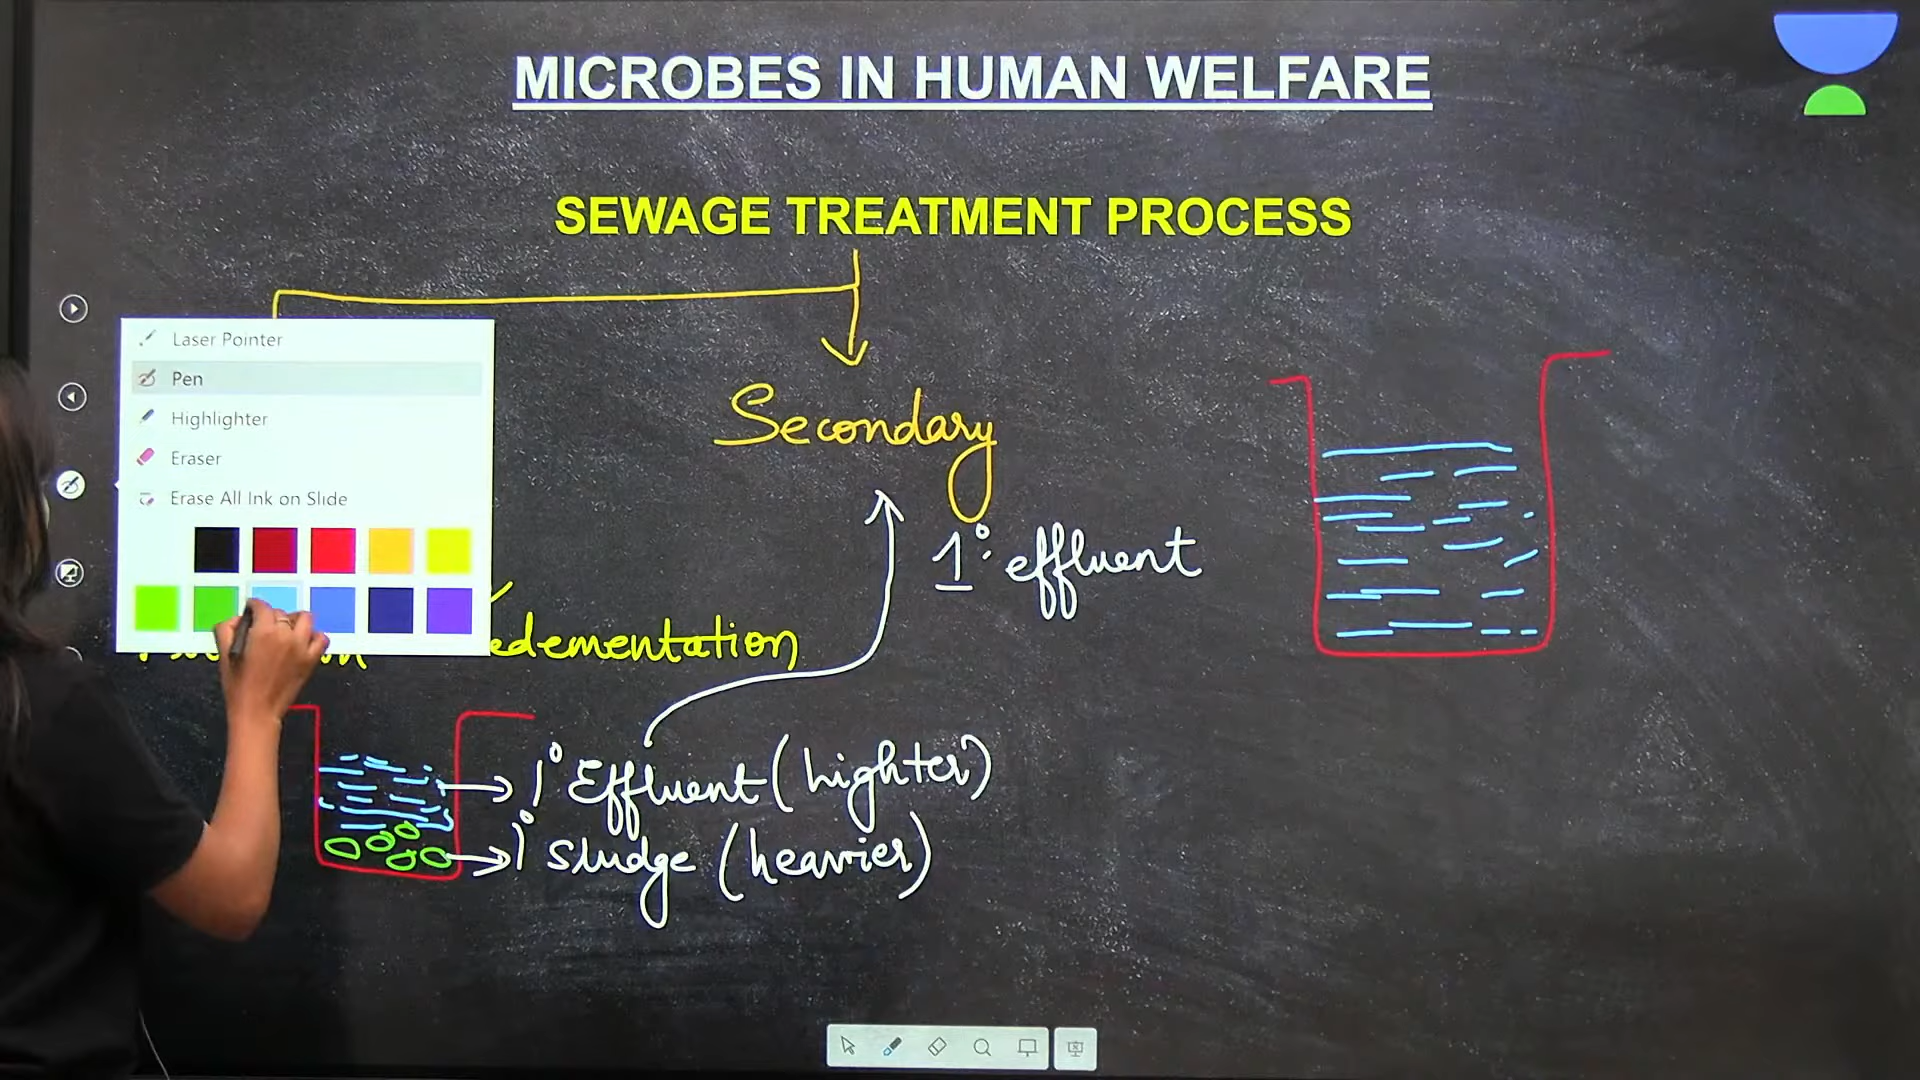 MICROBES IN HUMAN WELFARE
SEWAGE TREATMENT PROCESS
Laser Pointer
Pen
Highlighter
Eraser
Erase All Ink on Slide
Secondary
1° effluent
edementation
1° Effluent (lighter)
1° Sludge (heavier)